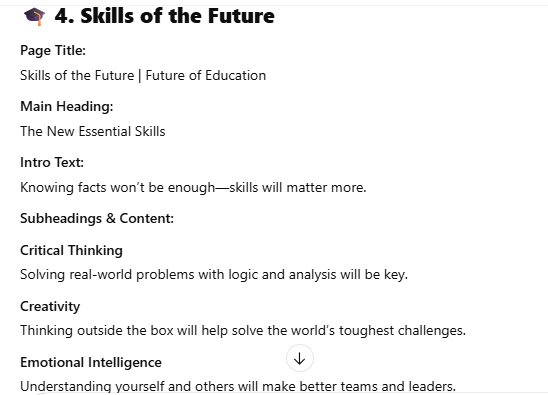 🎓 4. Skills of the Future
Page Title:
Skills of the Future | Future of Education
Main Heading:
The New Essential Skills
Intro Text:
Knowing facts won’t be enough—skills will matter more.
Subheadings & Content:
Critical Thinking
Solving real-world problems with logic and analysis will be key.
Creativity
Thinking outside the box will help solve the world’s toughest challenges.
Emotional Intelligence
Understanding yourself and others will make better teams and leaders.